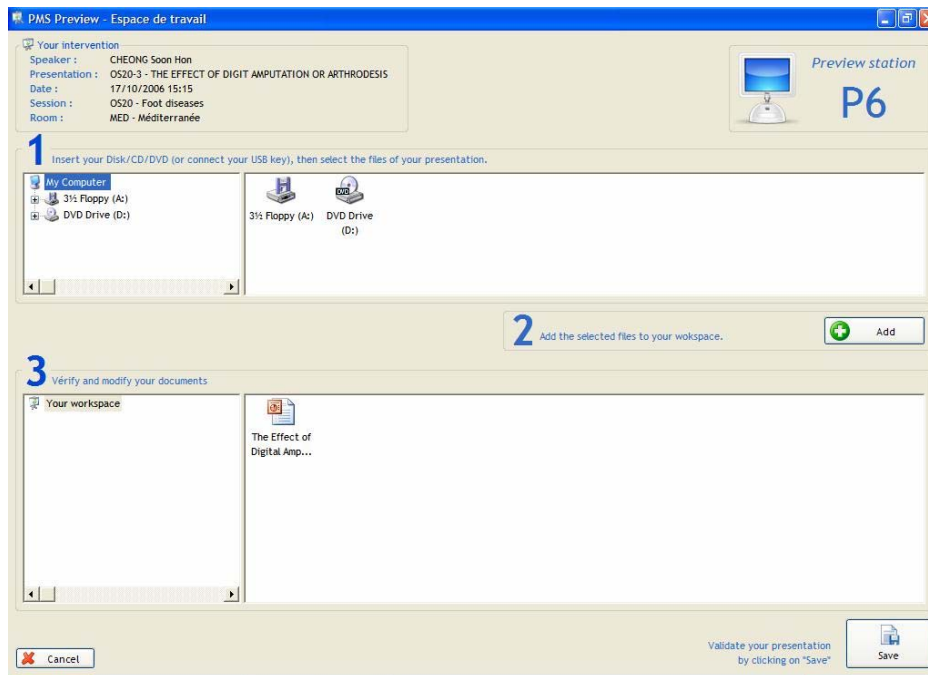 PMS Preview - Espace de travail
Your intervention
Speaker : CHEONG Soon Hon
Presentation : OS20-3 - THE EFFECT OF DIGIT AMPUTATION OR ARTHRODESIS
Date : 17/10/2006 15:15
Session : OS20 - Foot diseases
Room : MED - Méditerranée
Preview station
P6
1 Insert your Disk/CD/DVD (or connect your USB key), then select the files of your presentation.
My Computer
3½ Floppy (A:)
DVD Drive (D:)
DVD
3½ Floppy (A:)
DVD Drive
(D:)
2 Add the selected files to your wokspace.
Add
3 Vérify and modify your documents
Your workspace
The Effect of
Digital Amp...
Validate your presentation
by clicking on "Save"
Save
Cancel